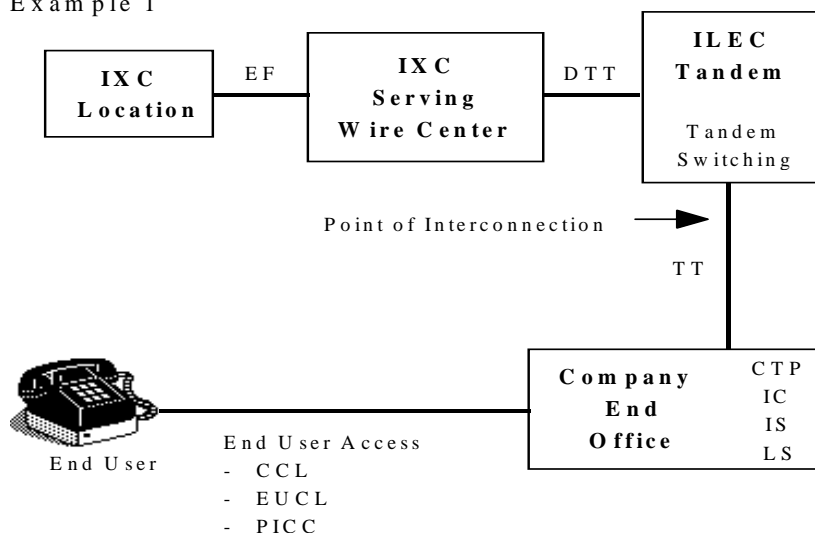 Example 1
IXC
Location
EF
IXC
Serving
Wire Center
DTT
ILEC
Tandem
Tandem
Switching
Point of Interconnection
TT
Company
End
Office
CTP
IC
IS
LS
End User
End User Access
- CCL
- EUCL
- PICC